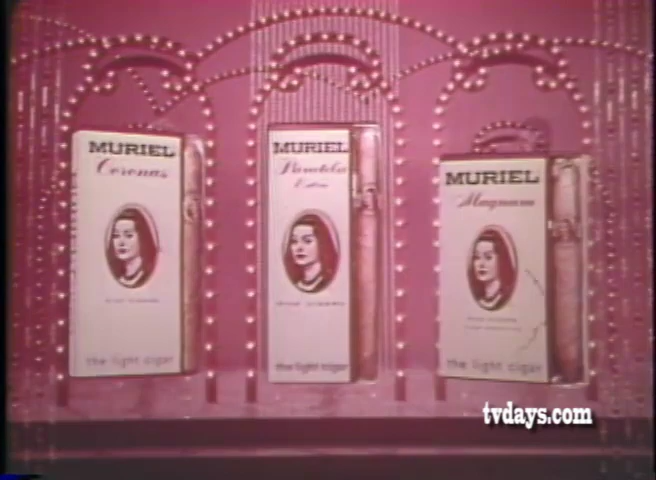 MURIEL
Coronas
the light cigar
MURIEL
Panatela
Extra
the light cigar
MURIEL
Magnum
the light cigar
tvdays.com